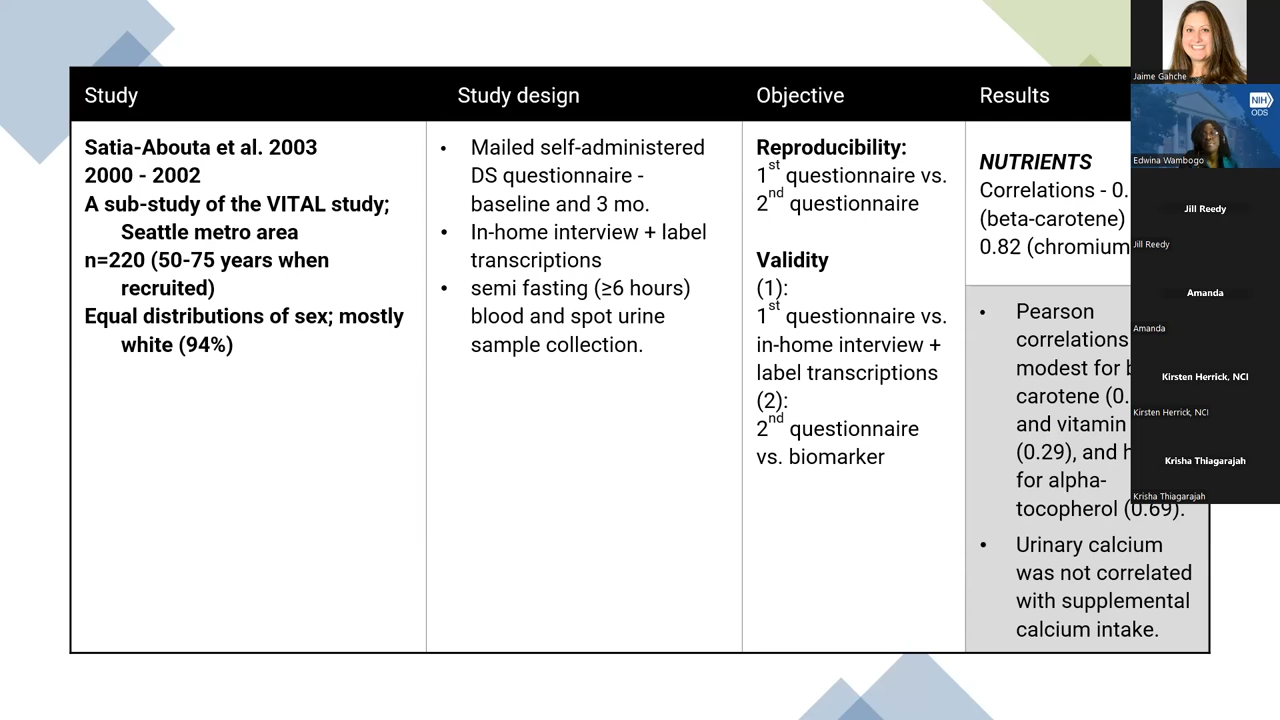 Study
Study design
Objective
Results
Satia-Abouta et al. 2003
2000 - 2002
A sub-study of the VITAL study;
Seattle metro area
n=220 (50-75 years when
recruited)
Equal distributions of sex; mostly
white (94%)
• Mailed self-administered
DS questionnaire -
baseline and 3 mo.
• In-home interview + label
transcriptions
• semi fasting (≥6 hours)
blood and spot urine
sample collection.
Reproducibility:
1st questionnaire vs.
2nd questionnaire
Validity
(1):
1st questionnaire vs.
in-home interview +
label transcriptions
(2):
2nd questionnaire
vs. biomarker
NUTRIENTS
Correlations - 0.
(beta-carotene)
0.82 (chromium
• Pearson
correlations
modest for
carotene (0.
and vitamin
(0.29), and
for alpha-
tocopherol (0.69).
• Urinary calcium
was not correlated
with supplemental
calcium intake.
Jaime Gahche
NIH
ODS
Edwina Wambogo
Jill Reedy
Jill Reedy
Amanda
Amanda
Kirsten Herrick, NCI
Kirsten Herrick, NCI
Krisha Thiagarajah
Krisha Thiagarajah